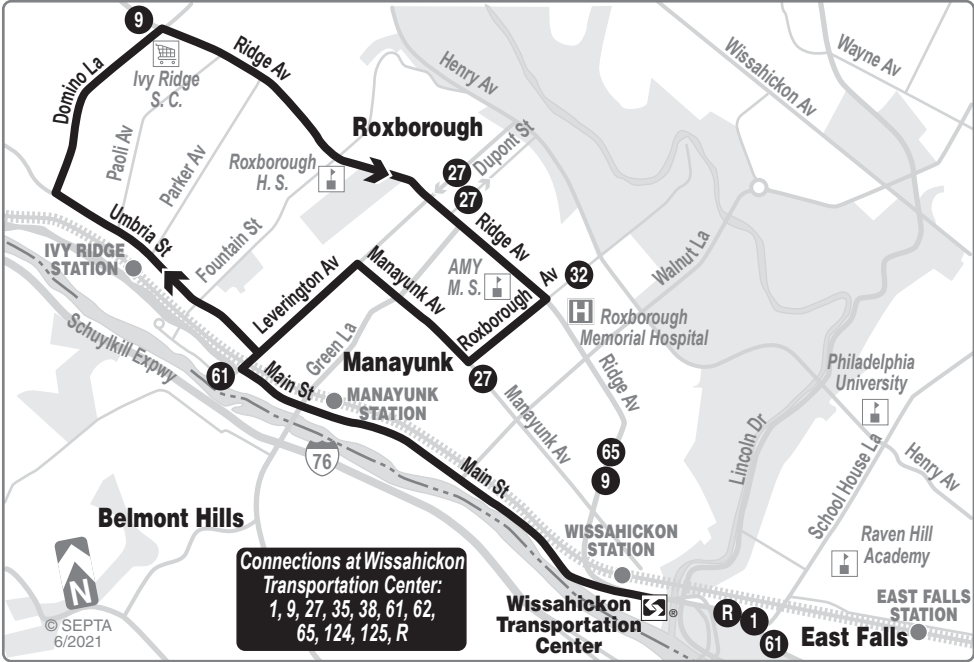 9
Domino La
Ivy Ridge
S. C.
Ridge Av
Paoli Av
Parker Av
Roxborough
Roxborough
H. S.
Henry Av
Dupont St
27
27
Wissahickon Av
Wayne Av
Umbria St
IVY RIDGE
STATION
Fountain St
Leverington Av
Manayunk Av
AMY
M. S.
Ridge Av
Roxborough Av
32
H
Roxborough
Memorial Hospital
Walnut La
Schuylkill Expwy
61
Main St
Green La
Manayunk
27
MANAYUNK
STATION
Manayunk Av
Ridge Av
Philadelphia
University
76
Main St
65
9
Lincoln Dr
School House La
Henry Av
Belmont Hills
WISSAHICKON
STATION
Raven Hill
Academy
N
© SEPTA
6/2021
Connections at Wissahickon
Transportation Center:
1, 9, 27, 35, 38, 61, 62,
65, 124, 125, R
Wissahickon
Transportation
Center
S
®
R
1
61
East Falls
EAST FALLS
STATION